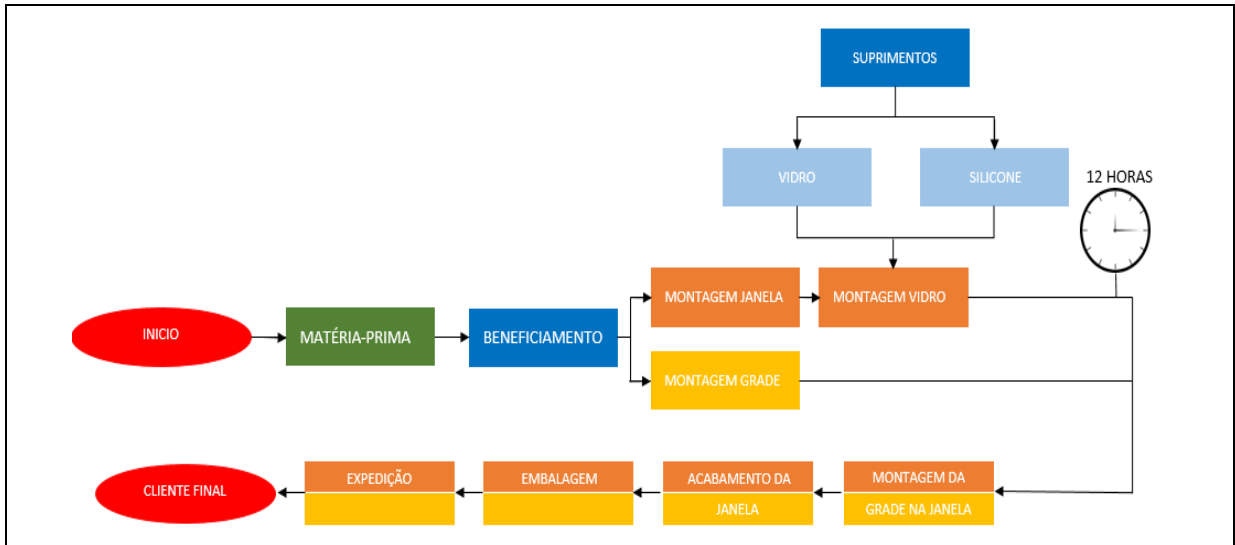 SUPRIMENTOS
VIDRO
SILICONE
12 HORAS
MONTAGEM JANELA
MONTAGEM VIDRO
INICIO
MATÉRIA-PRIMA
BENEFICIAMENTO
MONTAGEM GRADE
CLIENTE FINAL
EXPEDIÇÃO
EMBALAGEM
ACABAMENTO DA
JANELA
MONTAGEM DA
GRADE NA JANELA